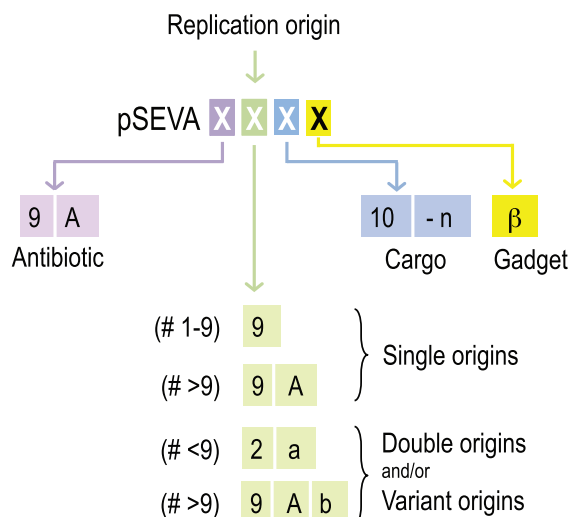 Replication origin
pSEVA X X X X
9 A
Antibiotic
10 - n
Cargo
β
Gadget
(# 1-9) 9
(# >9) 9 A
Single origins
(# <9) 2 a
(# >9) 9 A b
Double origins
and/or
Variant origins